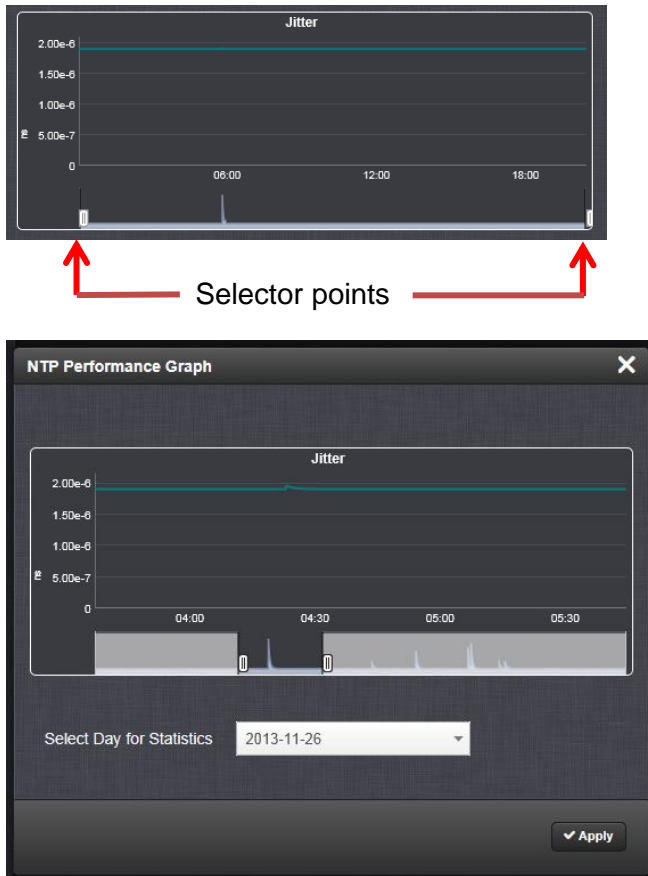 Jitter
2.00e-6
1.50e-6
1.00e-6
ns 5.00e-7
0
06:00 12:00 18:00
Selector points
NTP Performance Graph
Jitter
2.00e-6
1.50e-6
1.00e-6
ns 5.00e-7
0
04:00 04:30 05:00 05:30
Select Day for Statistics 2013-11-26
Apply